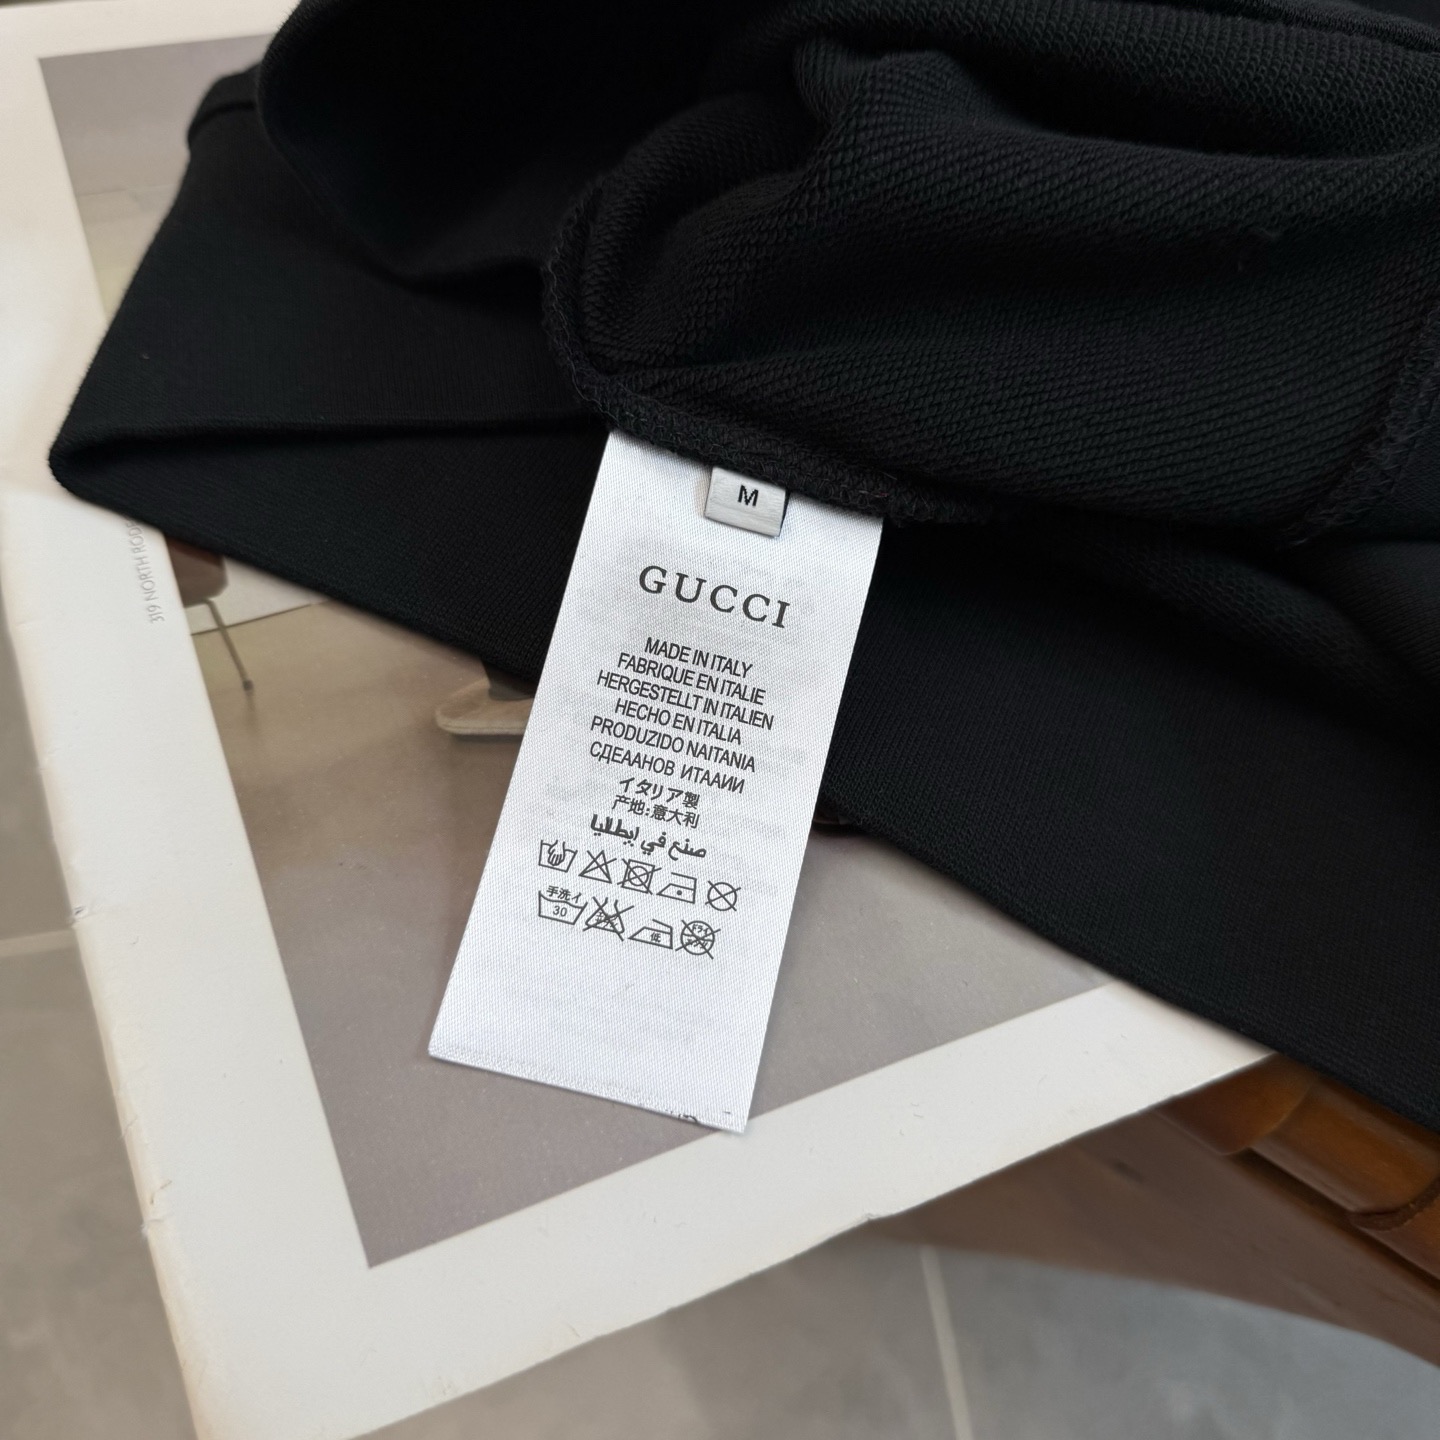 M
GUCCI
MADE IN ITALY
FABRIQUE EN ITALIE
HERGESTELLT IN ITALIEN
HECHO EN ITALIA
PRODUZIDO NAITANIA
СДЕААНОВ ИТААИИ
イタリア製
产地:意大利
صنع في إيطاليا
手洗イ
30
低
319 NORTH